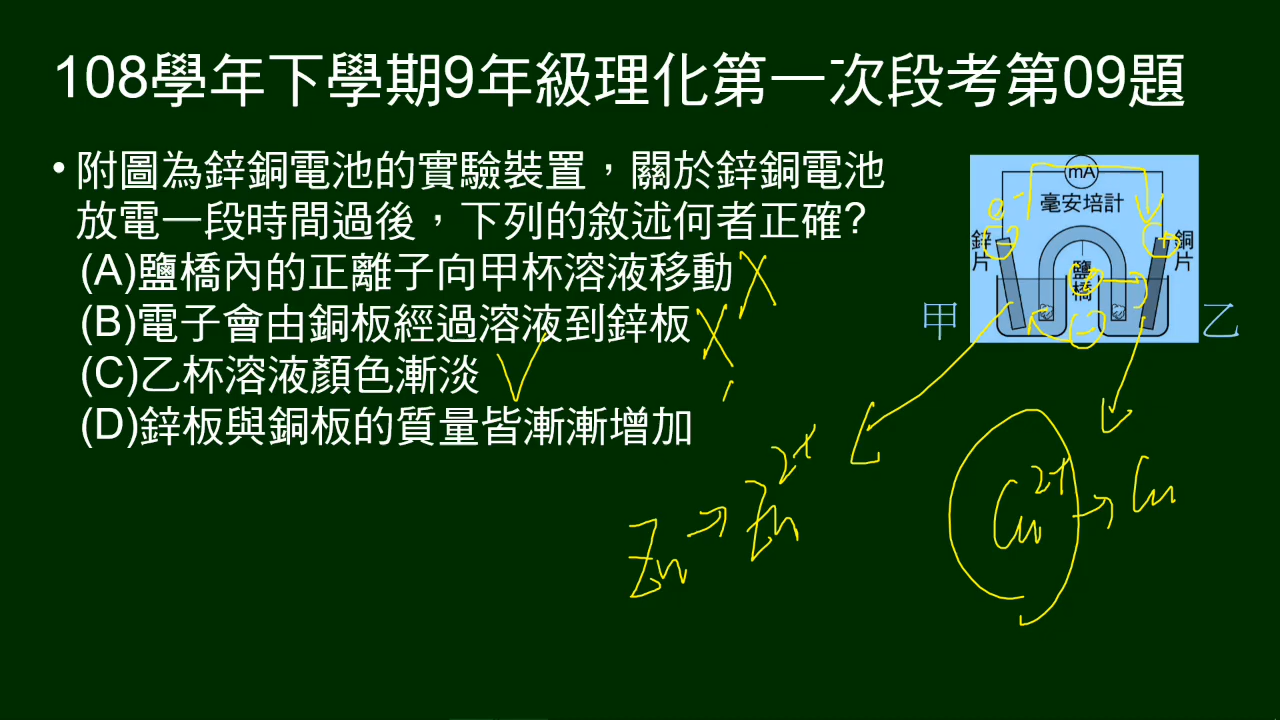 108學年下學期9年級理化第一次段考第09題
• 附圖為鋅銅電池的實驗裝置，關於鋅銅電池
放電一段時間過後，下列的敘述何者正確?
(A)鹽橋內的正離子向甲杯溶液移動
(B)電子會由銅板經過溶液到鋅板
(C)乙杯溶液顏色漸淡
(D)鋅板與銅板的質量皆漸漸增加
mA
毫安培計
鋅片
銅片
鹽橋
甲
乙
Zn → Zn2+
Cu2+ → Cu